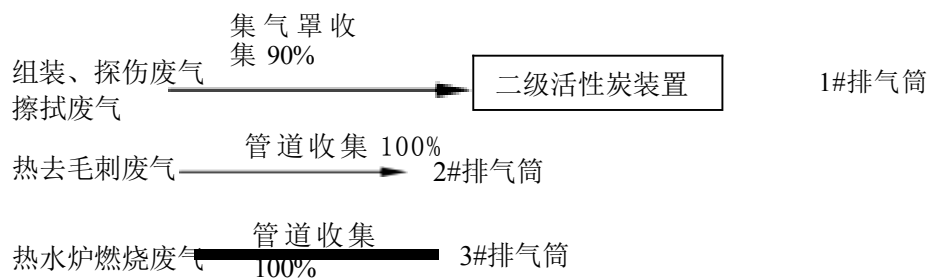 集气罩收
集 90%
组装、探伤废气
擦拭废气
二级活性炭装置
1#排气筒
管道收集 100%
热去毛刺废气
2#排气筒
管道收集
100%
热水炉燃烧废气
3#排气筒